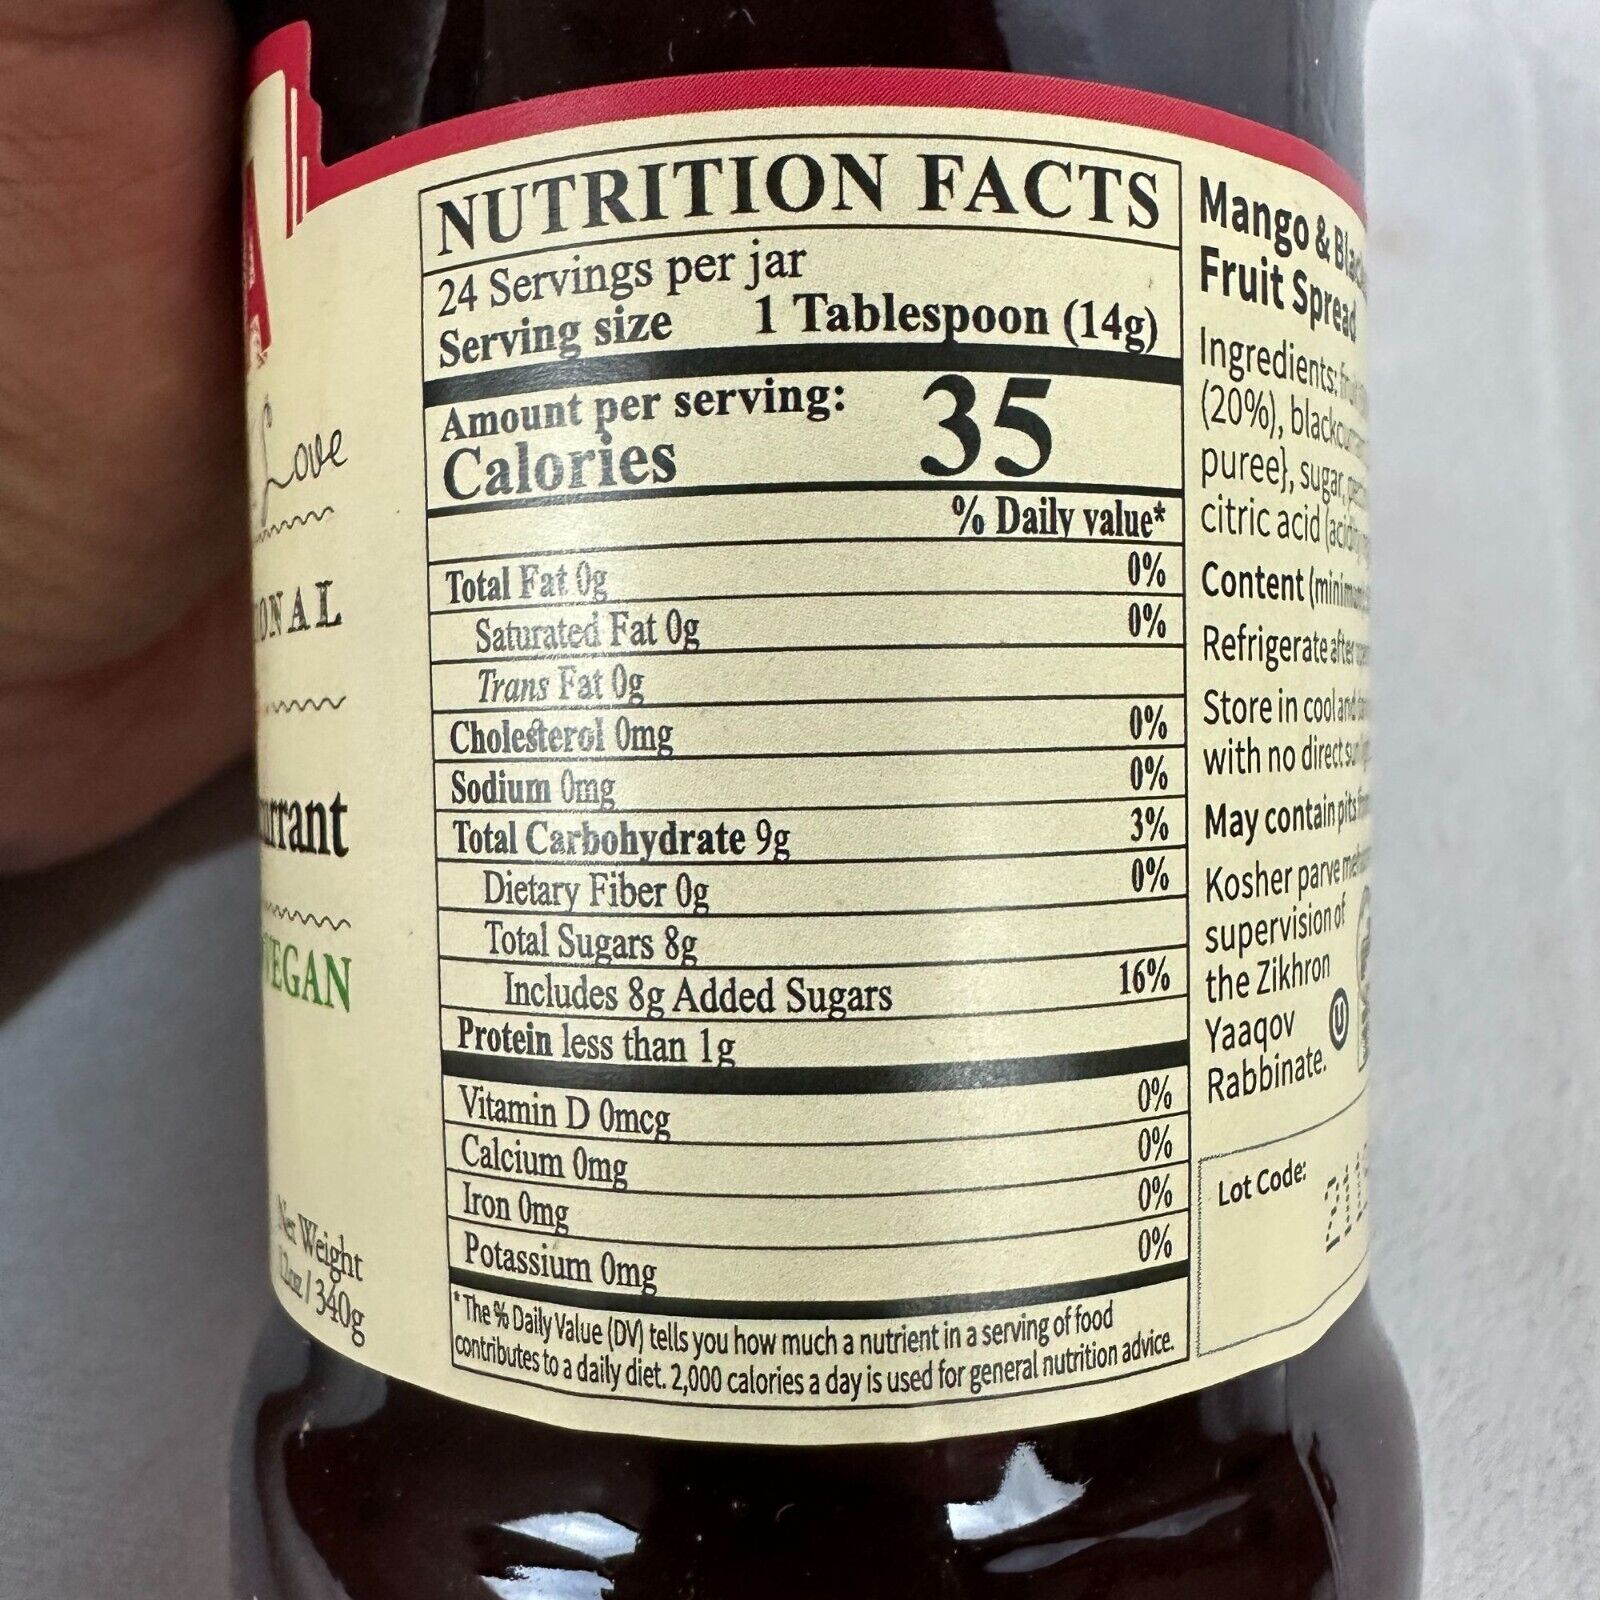 A
Love
urrant
VEGAN
Net Weight
12oz / 340g
NUTRITION FACTS
24 Servings per jar
Serving size 1 Tablespoon (14g)
Amount per serving:
Calories 35
% Daily value*
Total Fat 0g 0%
Saturated Fat 0g 0%
Trans Fat 0g
Cholesterol 0mg 0%
Sodium 0mg 0%
Total Carbohydrate 9g 3%
Dietary Fiber 0g 0%
Total Sugars 8g
Includes 8g Added Sugars 16%
Protein less than 1g
Vitamin D 0mcg 0%
Calcium 0mg 0%
Iron 0mg 0%
Potassium 0mg 0%
*The % Daily Value (DV) tells you how much a nutrient in a serving of food
contributes to a daily diet. 2,000 calories a day is used for general nutrition advice.
Mango &
Fruit Spread
Ingredients:
(20%),
puree}, sugar,
citric acid
Content
Refrigerate after
Store in cool and
with no direct
May contain pits
Kosher parve
supervision of
the Zikhron
Yaaqov
Rabbinate.
U
Lot Code: